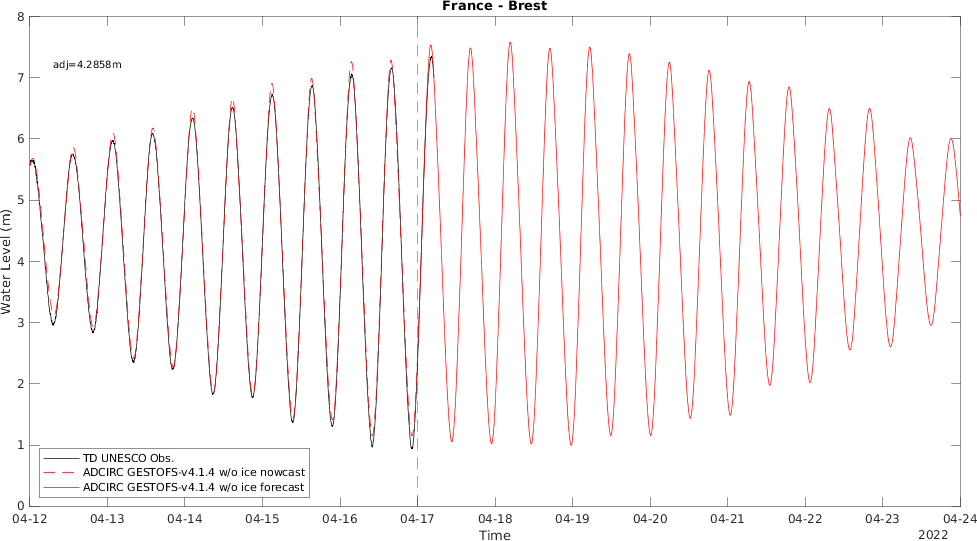 France - Brest
8
7
6
5
4
3
2
1
0
Water Level (m)
adj=4.2858m
TD UNESCO Obs.
ADCIRC GESTOFS-v4.1.4 w/o ice nowcast
ADCIRC GESTOFS-v4.1.4 w/o ice forecast
04-12 04-13 04-14 04-15 04-16 04-17 04-18 04-19 04-20 04-21 04-22 04-23 04-24
Time
2022